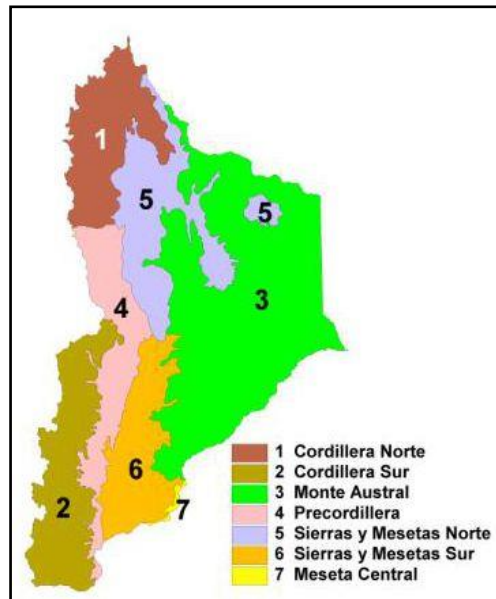 1
5
5
4
3
6
2
7
1 Cordillera Norte
2 Cordillera Sur
3 Monte Austral
4 Precordillera
5 Sierras y Mesetas Norte
6 Sierras y Mesetas Sur
7 Meseta Central